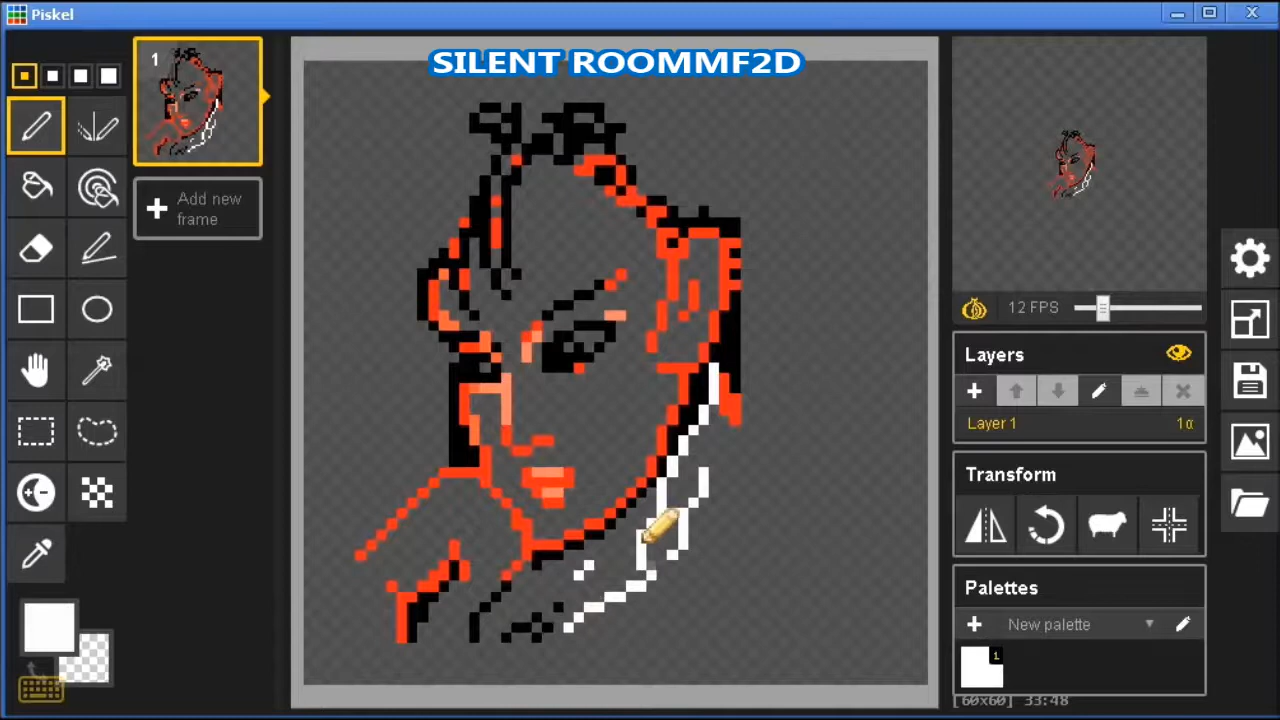 Piskel
SILENT ROOMMF2D
1
Add new
frame
12 FPS
Layers
Layer 1
1α
Transform
Palettes
New palette
1
[60x60] 33:48